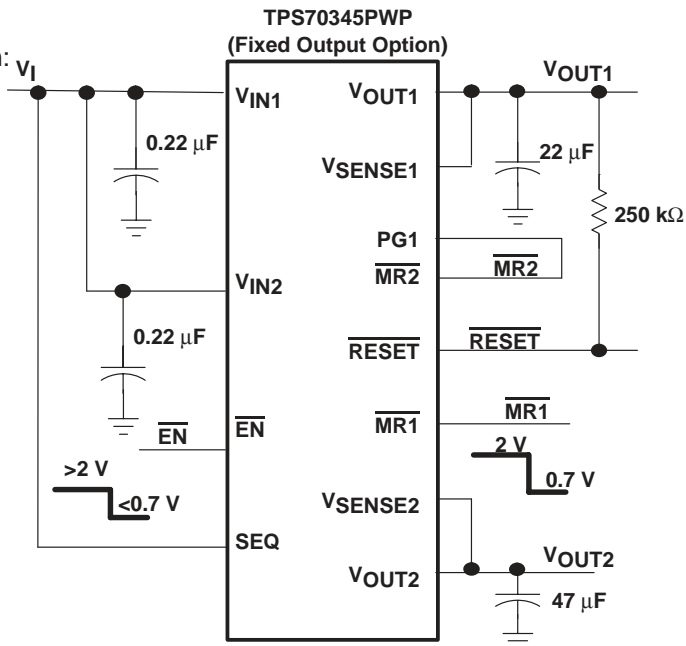 TPS70345PWP
(Fixed Output Option)
VI
VOUT1
VIN1
VOUT1
0.22 μF
22 μF
VSENSE1
250 kΩ
PG1
MR2
MR2
VIN2
0.22 μF
RESET
RESET
EN
EN
MR1
MR1
>2 V
<0.7 V
2 V
0.7 V
VSENSE2
SEQ
VOUT2
VOUT2
47 μF